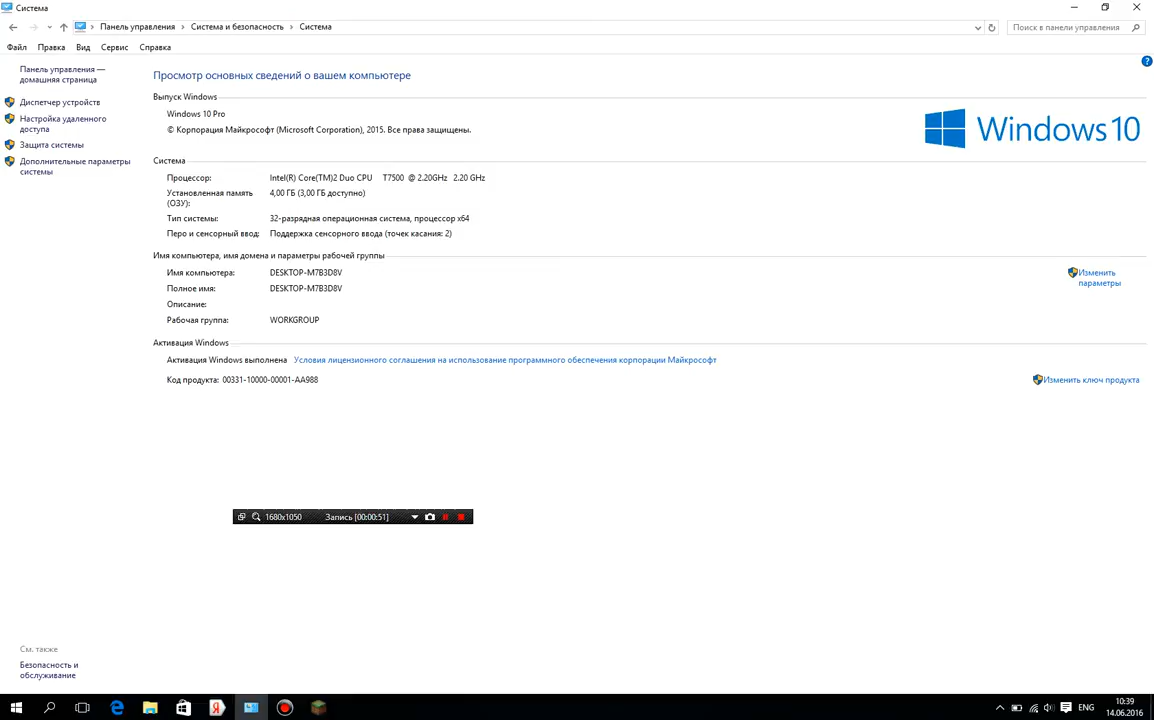 Система
Панель управления › Система и безопасность › Система
Поиск в панели управления
Файл Правка Вид Сервис Справка
Панель управления —
домашняя страница
Диспетчер устройств
Настройка удаленного
доступа
Защита системы
Дополнительные параметры
системы
Просмотр основных сведений о вашем компьютере
Выпуск Windows
Windows 10 Pro
© Корпорация Майкрософт (Microsoft Corporation), 2015. Все права защищены.
Windows 10
Система
Процессор: Intel(R) Core(TM)2 Duo CPU T7500 @ 2.20GHz 2.20 GHz
Установленная память
(ОЗУ):
4,00 ГБ (3,00 ГБ доступно)
Тип системы: 32-разрядная операционная система, процессор x64
Перо и сенсорный ввод: Поддержка сенсорного ввода (точек касания: 2)
Имя компьютера, имя домена и параметры рабочей группы
Имя компьютера: DESKTOP-M7B3D8V
Изменить
параметры
Полное имя: DESKTOP-M7B3D8V
Описание:
Рабочая группа: WORKGROUP
Активация Windows
Активация Windows выполнена Условия лицензионного соглашения на использование программного обеспечения корпорации Майкрософт
Код продукта: 00331-10000-00001-AA988
Изменить ключ продукта
1680x1050 Запись [00:00:51]
См. также
Безопасность и
обслуживание
ENG
10:39
14.06.2016